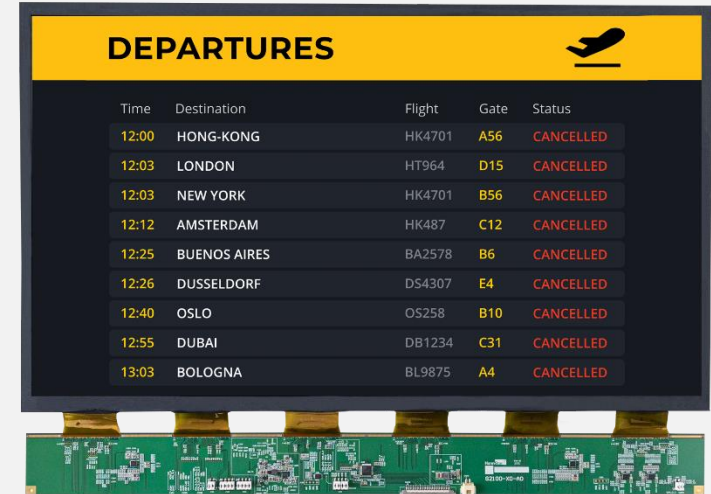 DEPARTURES
Time Destination Flight Gate Status
12:00 HONG-KONG HK4701 A56 CANCELLED
12:03 LONDON HT964 D15 CANCELLED
12:03 NEW YORK HK4701 B56 CANCELLED
12:12 AMSTERDAM HK487 C12 CANCELLED
12:25 BUENOS AIRES BA2578 B6 CANCELLED
12:26 DUSSELDORF DS4307 E4 CANCELLED
12:40 OSLO OS258 B10 CANCELLED
12:55 DUBAI DB1234 C31 CANCELLED
13:03 BOLOGNA BL9875 A4 CANCELLED